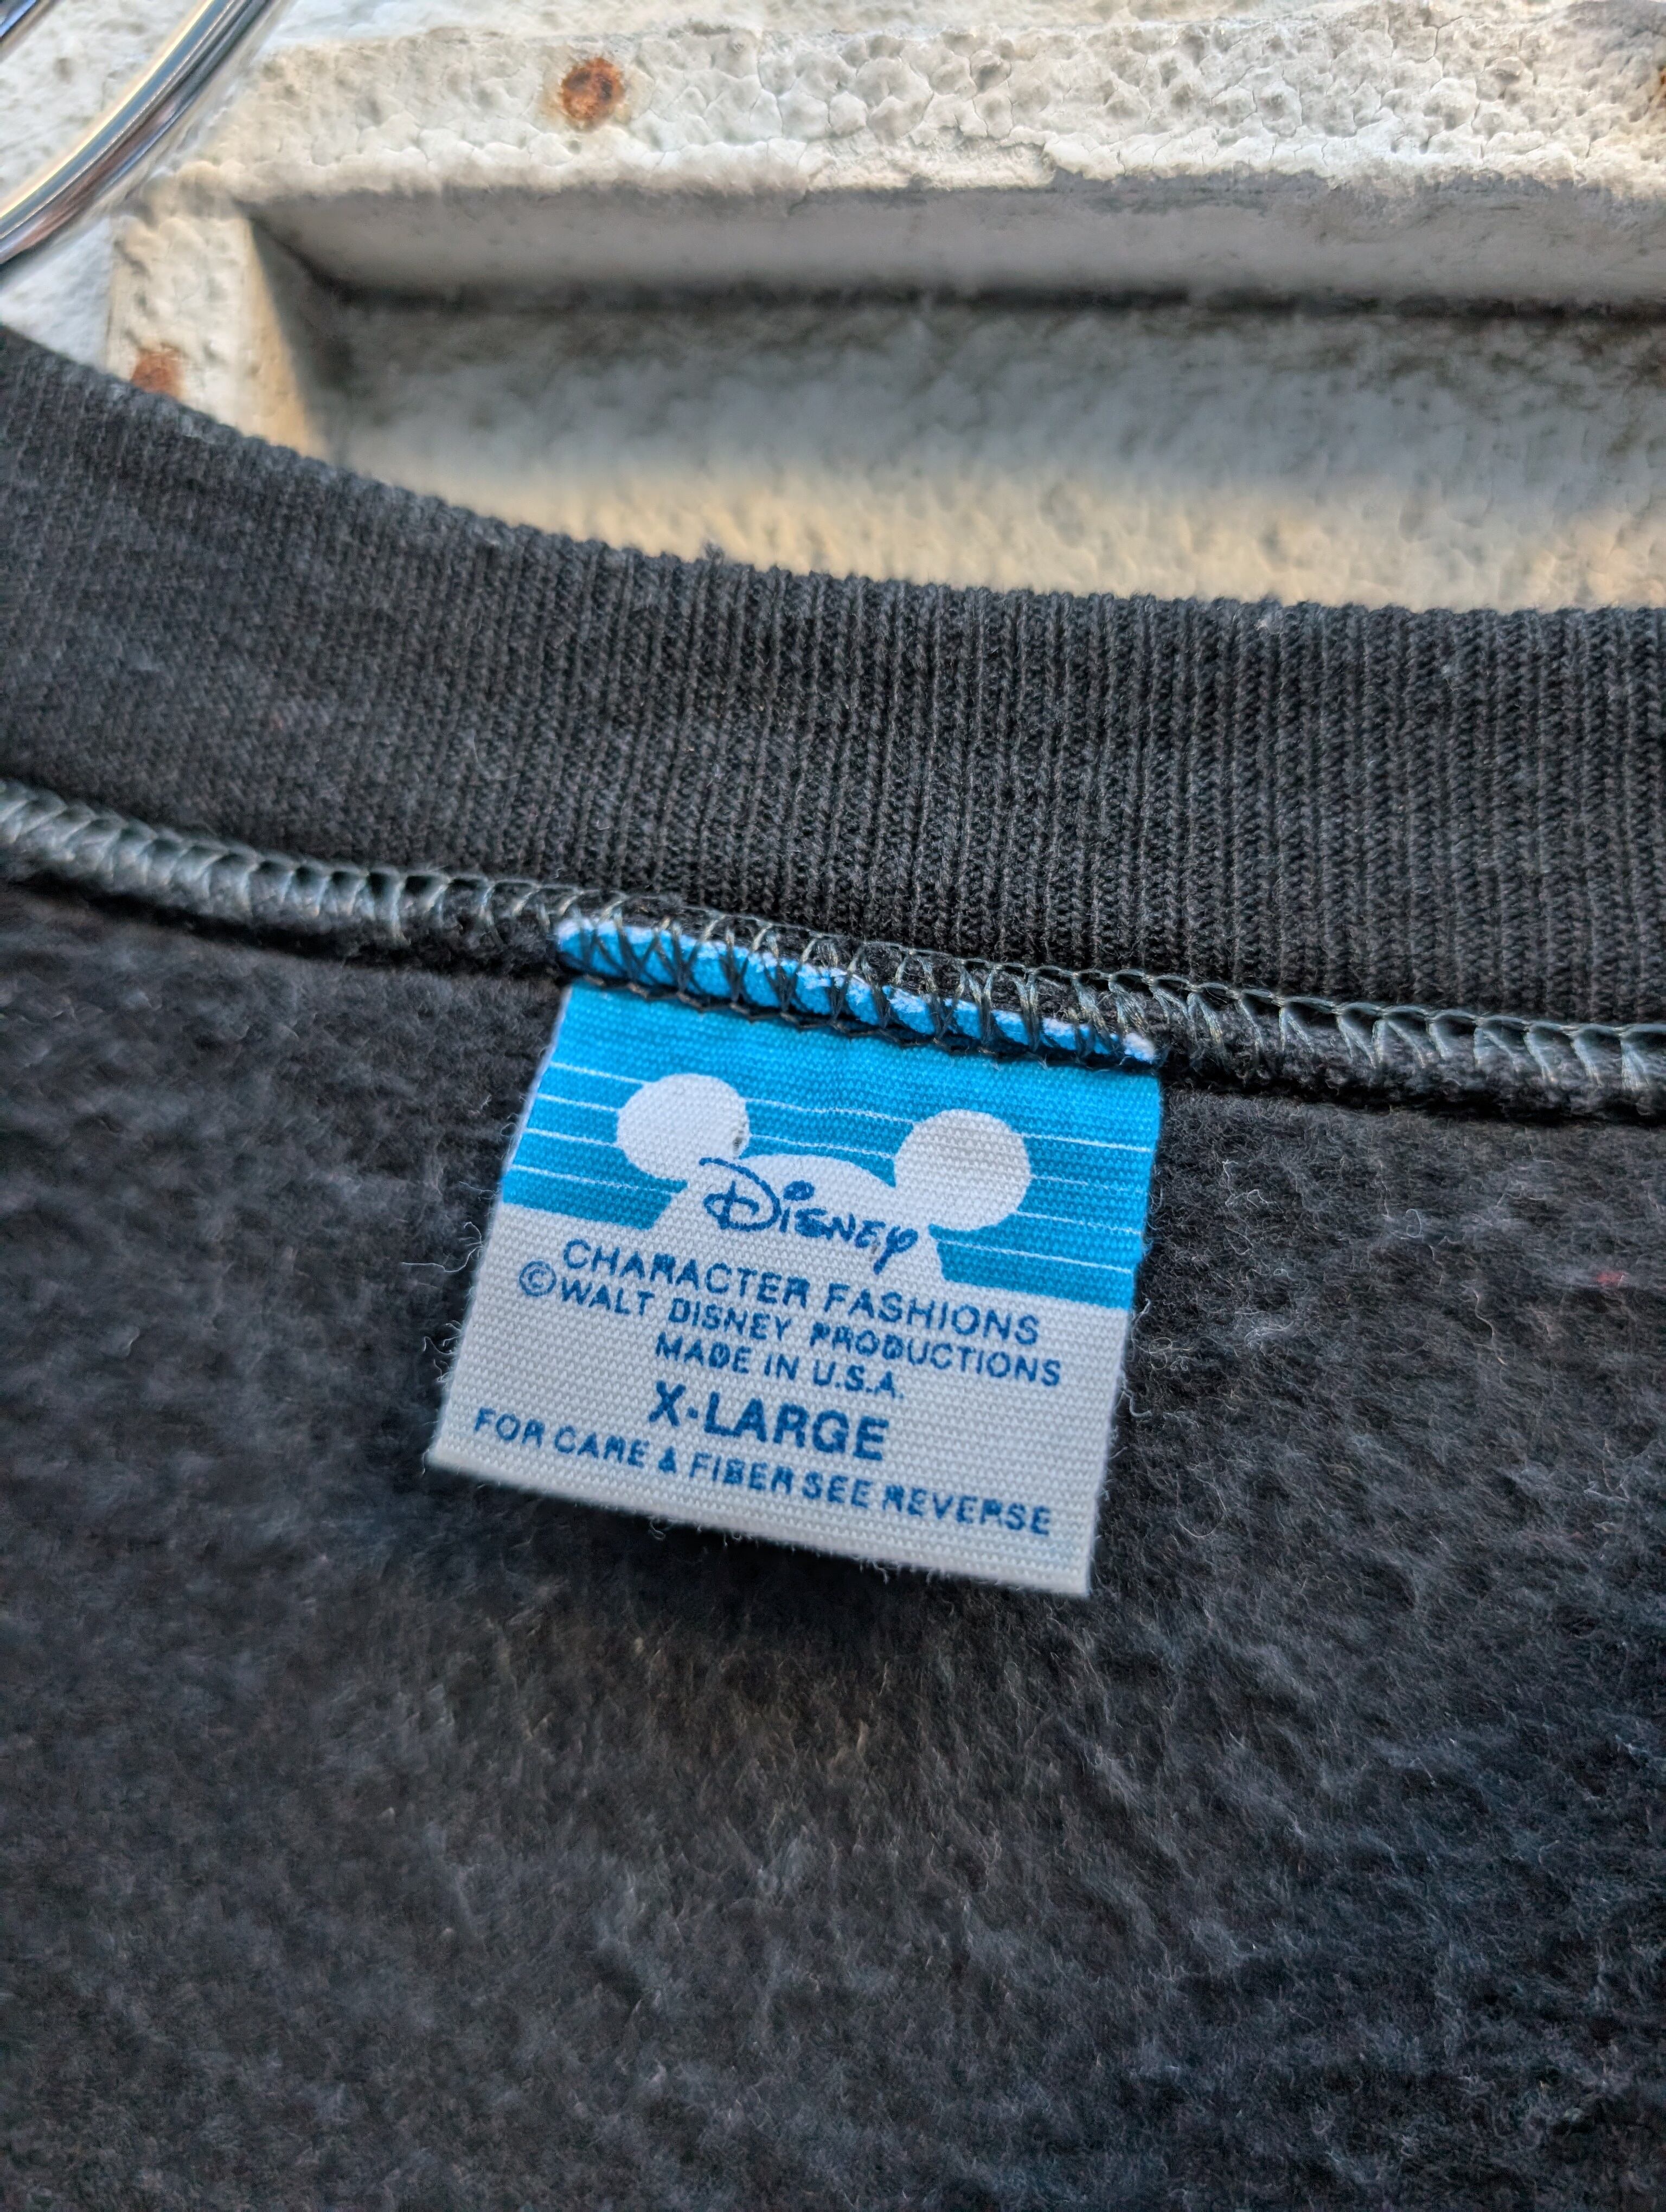 Disney
CHARACTER FASHIONS
©WALT DISNEY PRODUCTIONS
MADE IN U.S.A.
X-LARGE
FOR CARE & FIBER SEE REVERSE